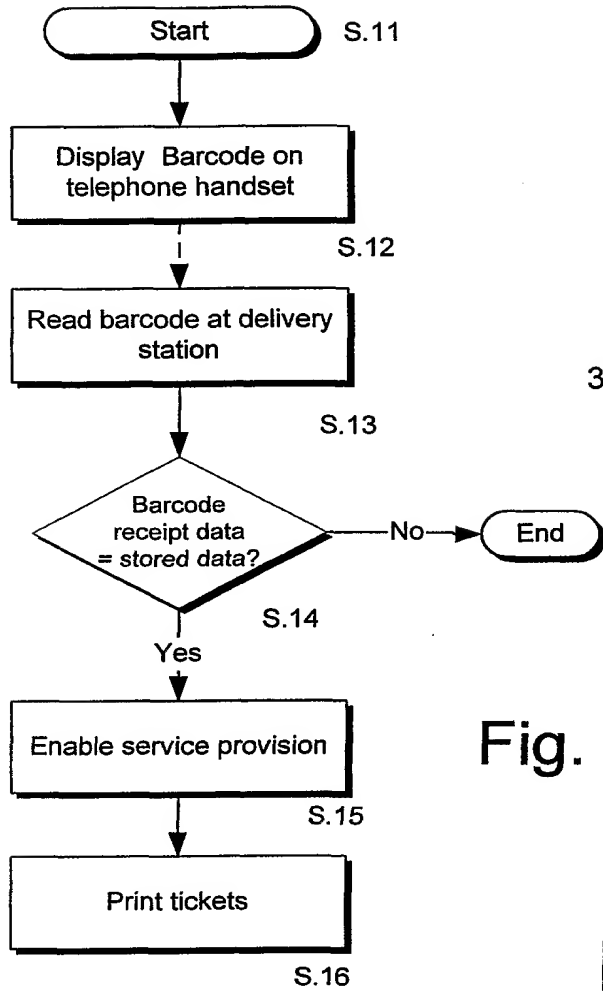 Start
S.11
Display Barcode on
telephone handset
S.12
Read barcode at delivery
station
3
S.13
Barcode
receipt data
= stored data?
No
End
S.14
Yes
Enable service provision
Fig.
S.15
Print tickets
S.16